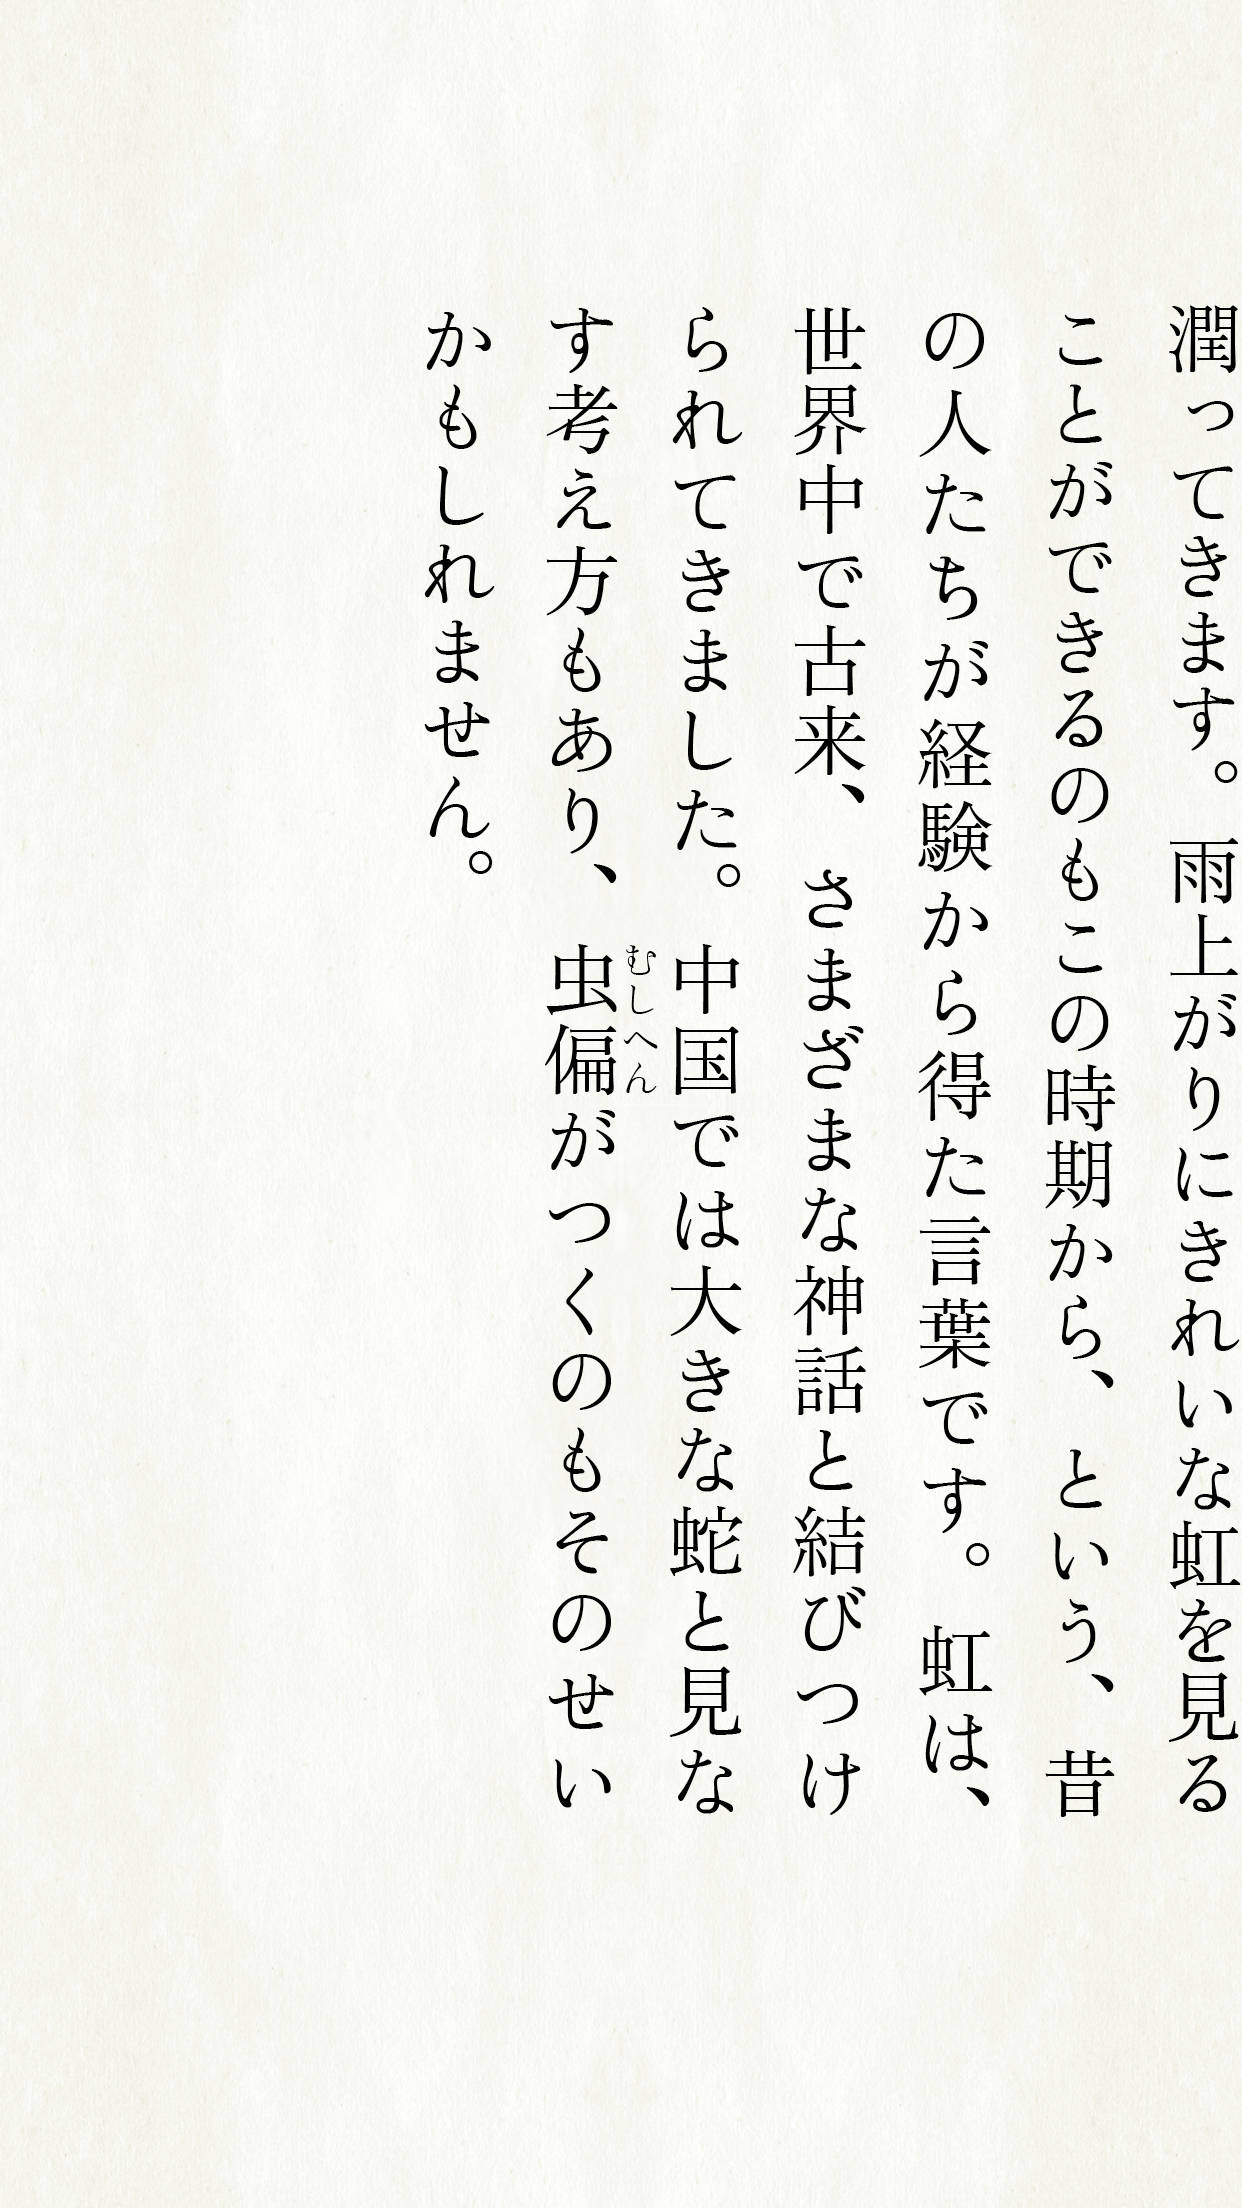 潤ってきます。雨上がりにきれいな虹を見る
ことができるのもこの時期から、という、昔
の人たちが経験から得た言葉です。虹は、
世界中で古来、さまざまな神話と結びつけ
られてきました。中国では大きな蛇と見な
す考え方もあり、虫偏がつくのもそのせい
むしへん
かもしれません。